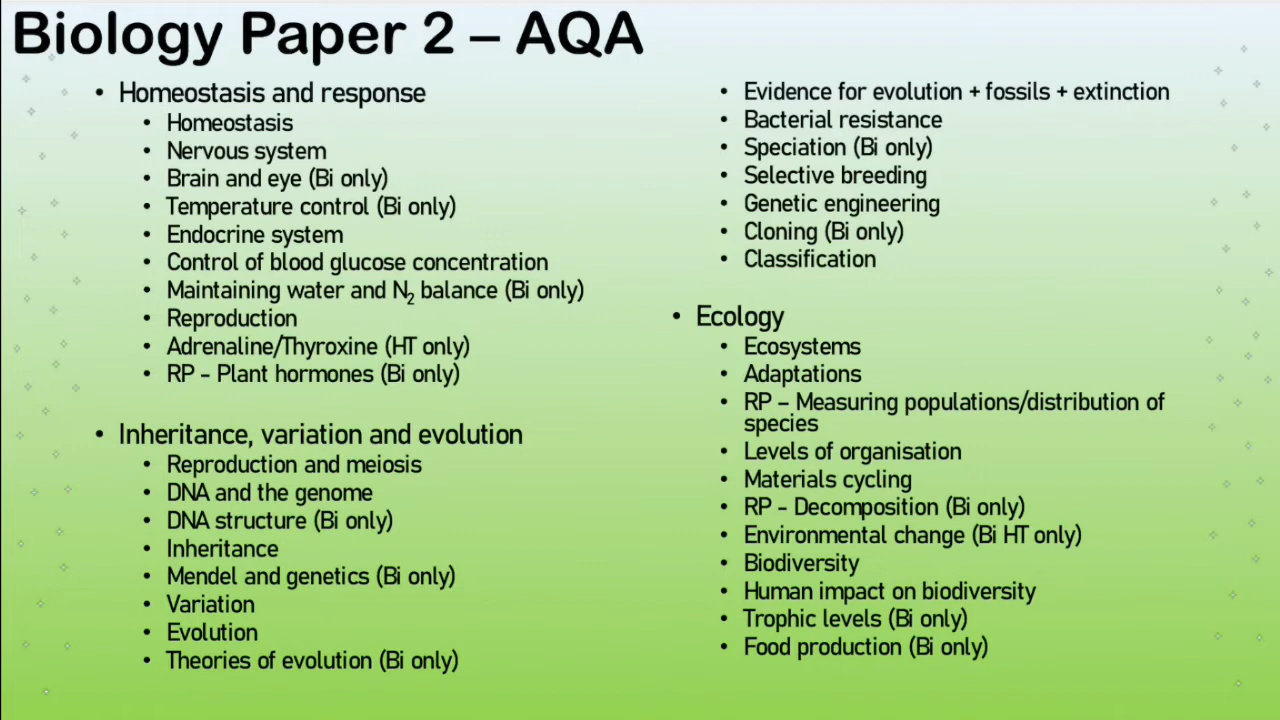 Biology Paper 2 – AQA
• Homeostasis and response
• Homeostasis
• Nervous system
• Brain and eye (Bi only)
• Temperature control (Bi only)
• Endocrine system
• Control of blood glucose concentration
• Maintaining water and N₂ balance (Bi only)
• Reproduction
• Adrenaline/Thyroxine (HT only)
• RP - Plant hormones (Bi only)
• Inheritance, variation and evolution
• Reproduction and meiosis
• DNA and the genome
• DNA structure (Bi only)
• Inheritance
• Mendel and genetics (Bi only)
• Variation
• Evolution
• Theories of evolution (Bi only)
• Evidence for evolution + fossils + extinction
• Bacterial resistance
• Speciation (Bi only)
• Selective breeding
• Genetic engineering
• Cloning (Bi only)
• Classification
• Ecology
• Ecosystems
• Adaptations
• RP – Measuring populations/distribution of
species
• Levels of organisation
• Materials cycling
• RP - Decomposition (Bi only)
• Environmental change (Bi HT only)
• Biodiversity
• Human impact on biodiversity
• Trophic levels (Bi only)
• Food production (Bi only)